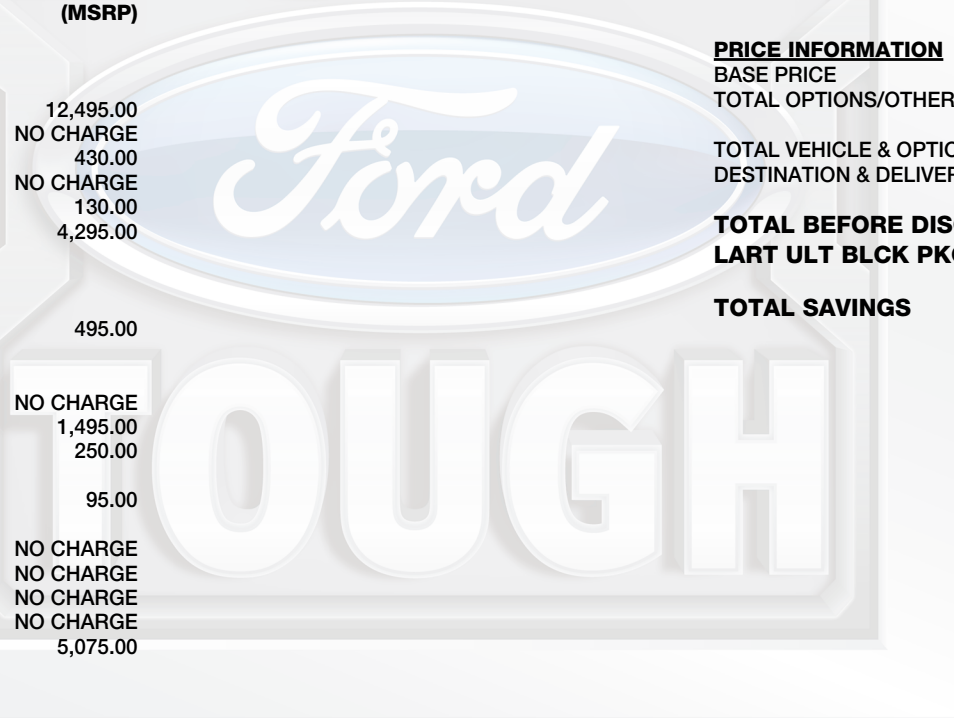 (MSRP)
12,495.00
NO CHARGE
430.00
NO CHARGE
130.00
4,295.00
495.00
NO CHARGE
1,495.00
250.00
95.00
NO CHARGE
NO CHARGE
NO CHARGE
NO CHARGE
5,075.00
Ford
TOUGH
PRICE INFORMATION
BASE PRICE
TOTAL OPTIONS/OTHER
TOTAL VEHICLE & OPTIO
DESTINATION & DELIVER
TOTAL BEFORE DIS
LART ULT BLCK PK
TOTAL SAVINGS